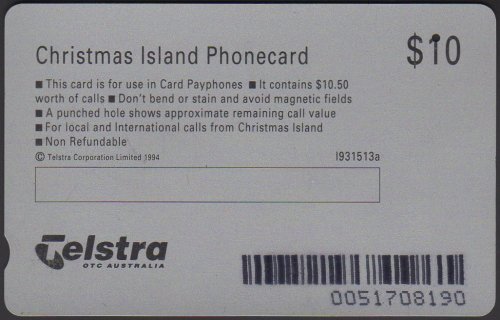 Christmas Island Phonecard $10
■ This card is for use in Card Payphones ■ It contains $10.50
worth of calls ■ Don't bend or stain and avoid magnetic fields
■ A punched hole shows approximate remaining call value
■ For local and International calls from Christmas Island
■ Non Refundable
© Telstra Corporation Limited 1994 I931513a
Telstra
OTC AUSTRALIA
0051708190